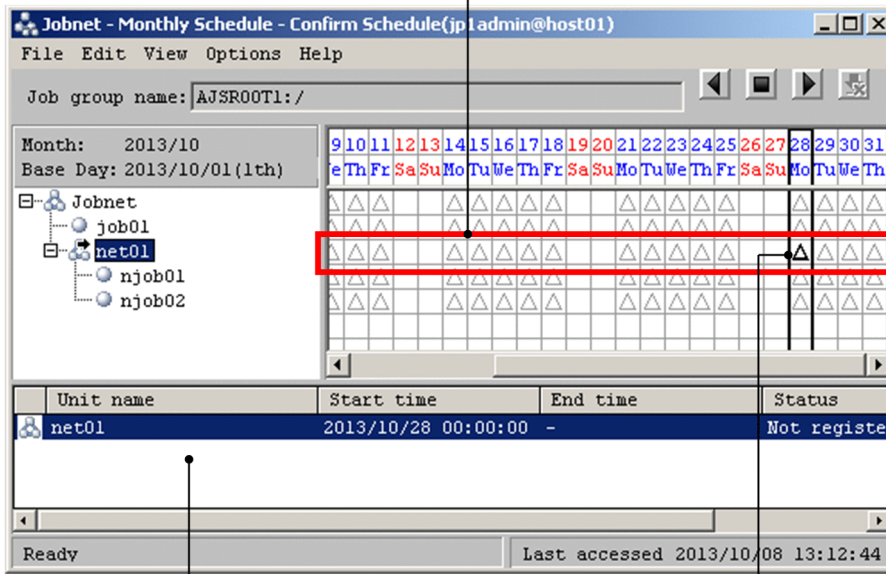 Jobnet - Monthly Schedule - Confirm Schedule(jp1admin@host01)
File Edit View Options Help
Job group name: AJSROOT1:/
Month: 2013/10
Base Day: 2013/10/01(1th)
9 10 11 12 13 14 15 16 17 18 19 20 21 22 23 24 25 26 27 28 29 30 31
e Th Fr Sa Su Mo Tu We Th Fr Sa Su Mo Tu We Th Fr Sa Su Mo Tu We Th
Jobnet
job01
net01
njob01
njob02
Unit name Start time End time Status
net01 2013/10/28 00:00:00 - Not registe
Ready Last accessed 2013/10/08 13:12:44